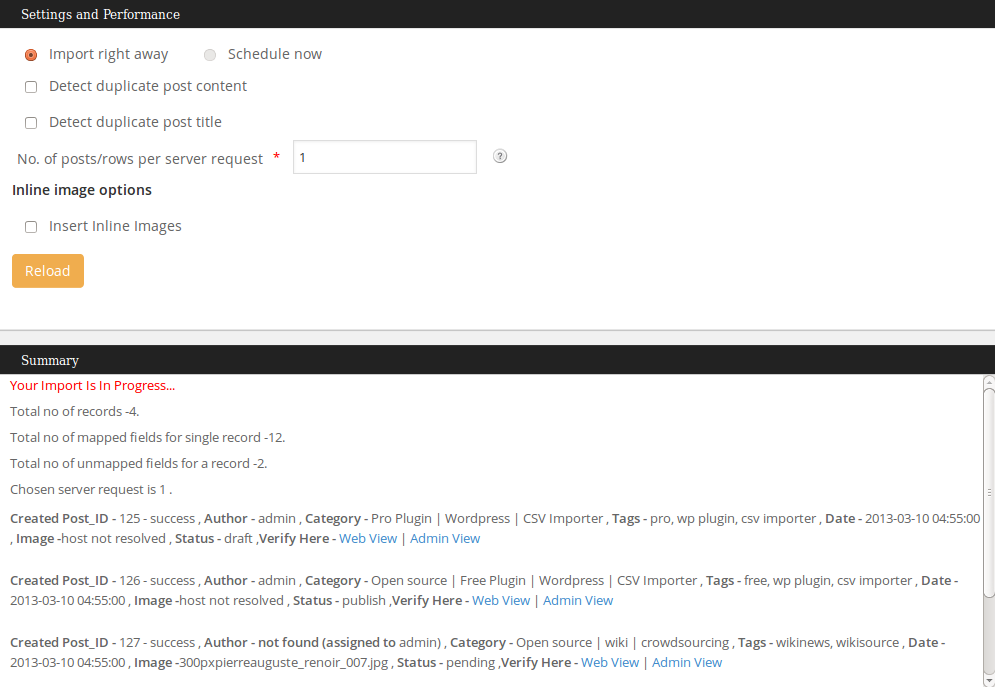 Settings and Performance
Import right away Schedule now
Detect duplicate post content
Detect duplicate post title
No. of posts/rows per server request * 1 ?
Inline image options
Insert Inline Images
Reload
Summary
Your Import Is In Progress...
Total no of records -4.
Total no of mapped fields for single record -12.
Total no of unmapped fields for a record -2.
Chosen server request is 1 .
Created Post_ID - 125 - success , Author - admin , Category - Pro Plugin | Wordpress | CSV Importer , Tags - pro, wp plugin, csv importer , Date - 2013-03-10 04:55:00
, Image -host not resolved , Status - draft ,Verify Here - Web View | Admin View
Created Post_ID - 126 - success , Author - admin , Category - Open source | Free Plugin | Wordpress | CSV Importer , Tags - free, wp plugin, csv importer , Date -
2013-03-10 04:55:00 , Image -host not resolved , Status - publish ,Verify Here - Web View | Admin View
Created Post_ID - 127 - success , Author - not found (assigned to admin) , Category - Open source | wiki | crowdsourcing , Tags - wikinews, wikisource , Date -
2013-03-10 04:55:00 , Image -300pxpierreauguste_renoir_007.jpg , Status - pending ,Verify Here - Web View | Admin View